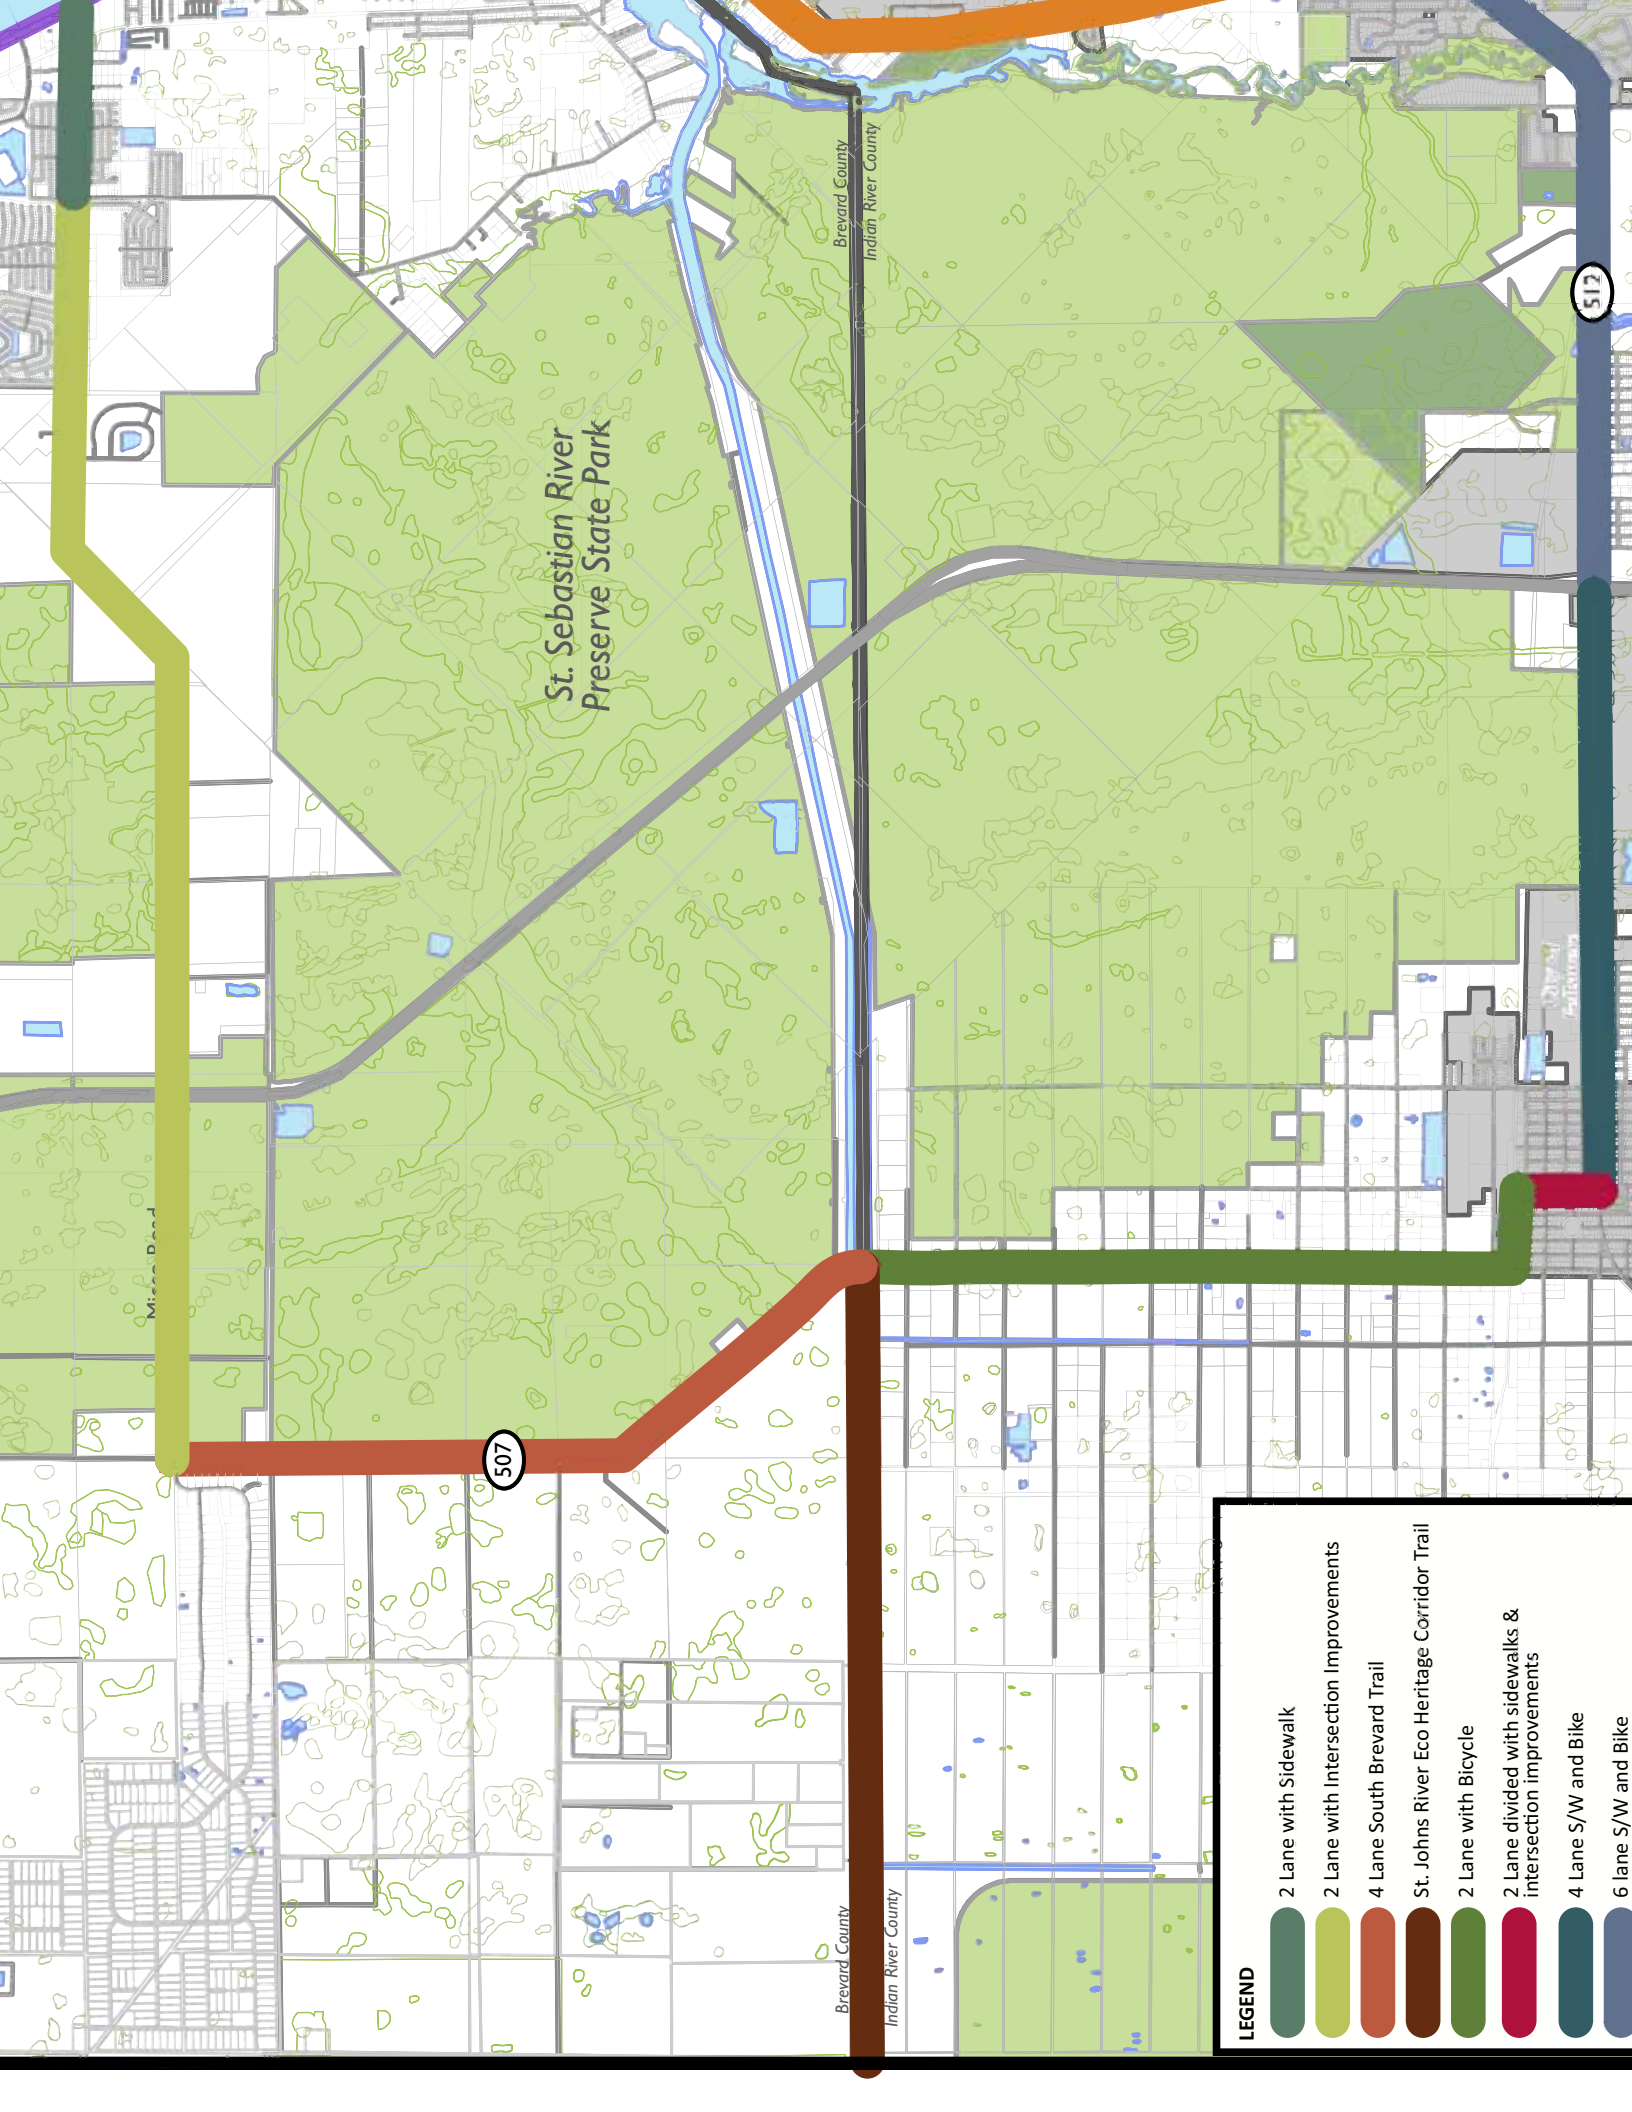 Brevard County
Indian River County
512
St. Sebastian River
Preserve State Park
507
Brevard County
Indian River County
LEGEND
2 Lane with Sidewalk
2 Lane with Intersection Improvements
4 Lane South Brevard Trail
St. Johns River Eco Heritage Corridor Trail
2 Lane with Bicycle
2 Lane divided with sidewalks &
intersection improvements
4 Lane S/W and Bike
6 lane S/W and Bike